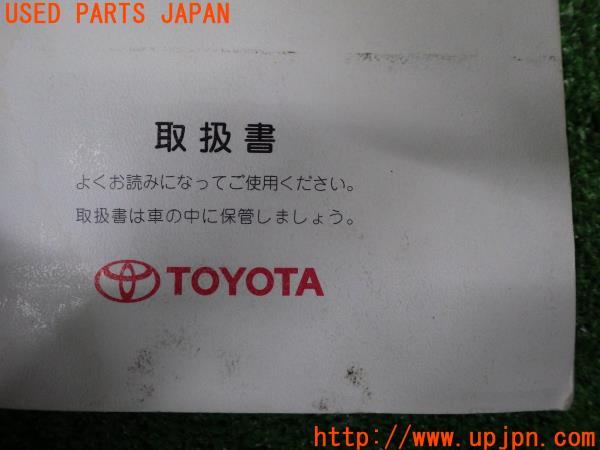 USED PARTS JAPAN
取扱書
よくお読みになってご使用ください。
取扱書は車の中に保管しましょう。
TOYOTA
http://www.upjpn.com/